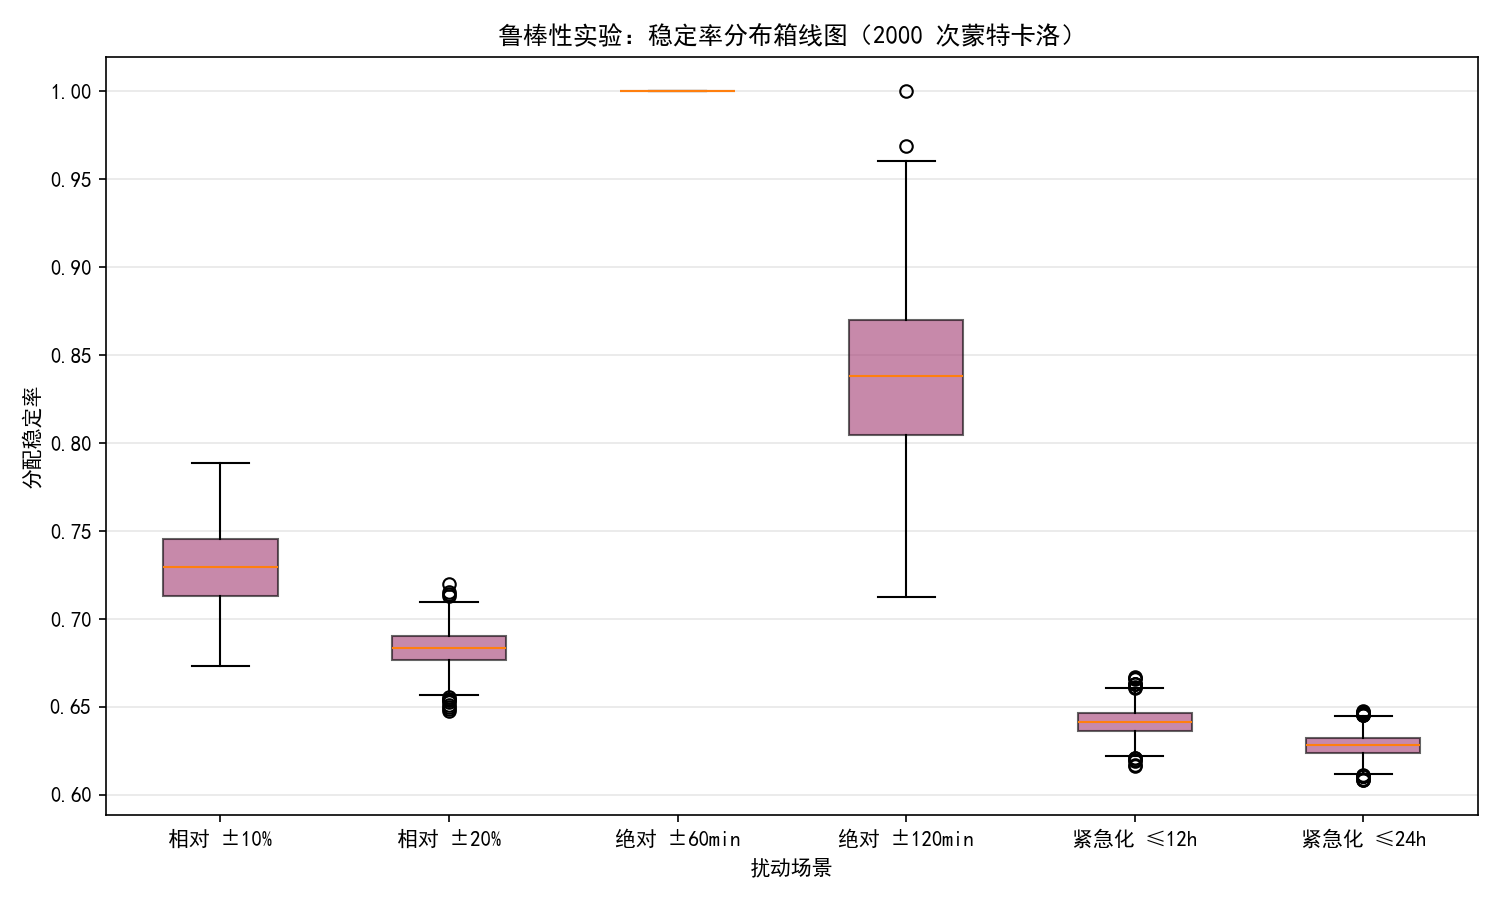 鲁棒性实验：稳定率分布箱线图（2000 次蒙特卡洛）
分配稳定率
1.00
0.95
0.90
0.85
0.80
0.75
0.70
0.65
0.60
相对 ±10%
相对 ±20%
绝对 ±60min
绝对 ±120min
紧急化 ≤12h
紧急化 ≤24h
扰动场景